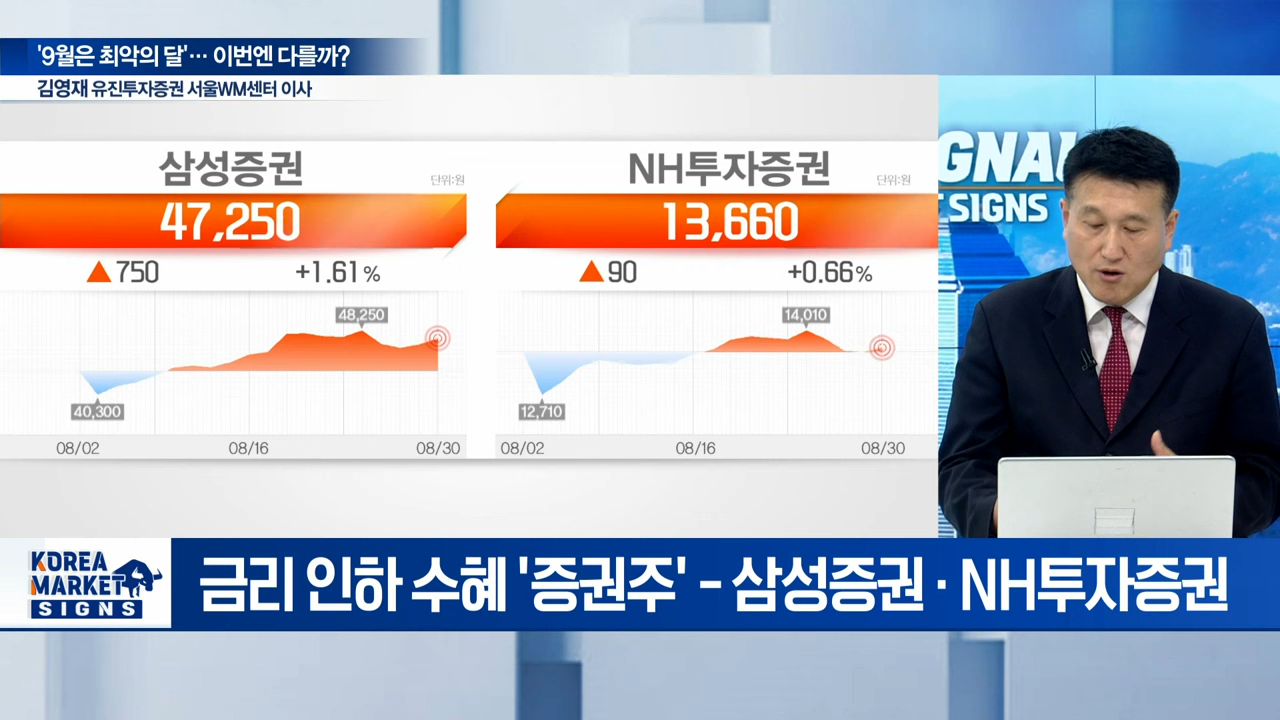 '9월은 최악의 달'… 이번엔 다를까?
김영재 유진투자증권 서울WM센터 이사
삼성증권
단위:원
47,250
▲ 750 +1.61%
48,250
40,300
08/02 08/16 08/30
NH투자증권
단위:원
13,660
▲ 90 +0.66%
14,010
12,710
08/02 08/16 08/30
GNAL
SIGNS
KOREA
MARKET
SIGNS
금리 인하 수혜 '증권주' - 삼성증권·NH투자증권